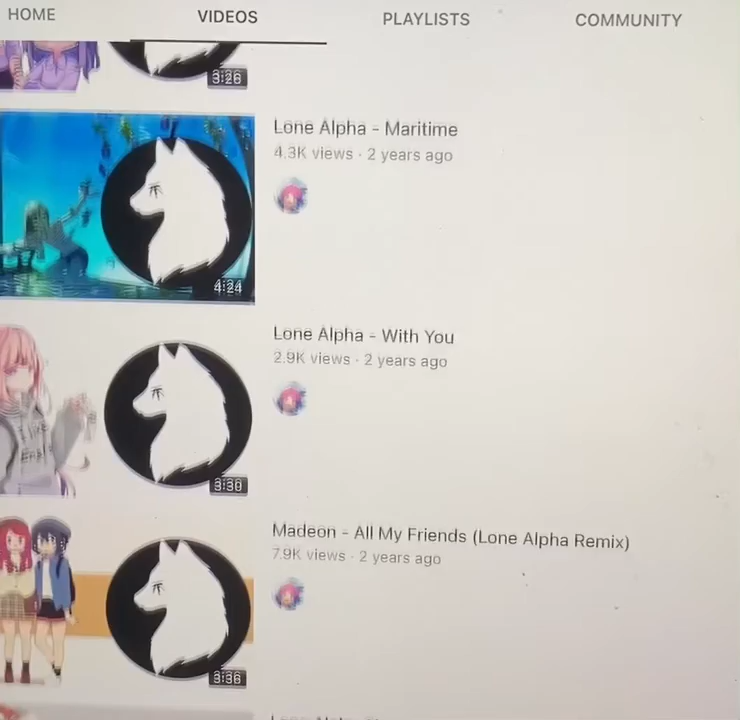 HOME VIDEOS PLAYLISTS COMMUNITY
3:26
Lone Alpha - Maritime
4.3K views · 2 years ago
4:24
Lone Alpha - With You
2.9K views · 2 years ago
3:30
Madeon - All My Friends (Lone Alpha Remix)
7.9K views · 2 years ago
3:36